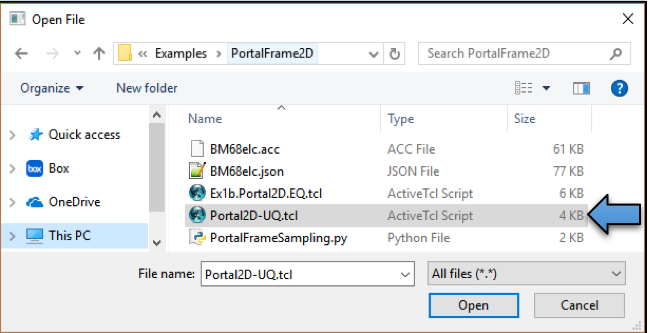 Open File
« Examples > PortalFrame2D
Search PortalFrame2D
Organize
New folder
Name Type Size
Quick access
box Box
OneDrive
This PC
BM68elc.acc ACC File 61 KB
BM68elc.json JSON File 77 KB
Ex1b.Portal2D.EQ.tcl ActiveTcl Script 6 KB
Portal2D-UQ.tcl ActiveTcl Script 4 KB
PortalFrameSampling.py Python File 2 KB
File name: Portal2D-UQ.tcl All files (*.*)
Open Cancel